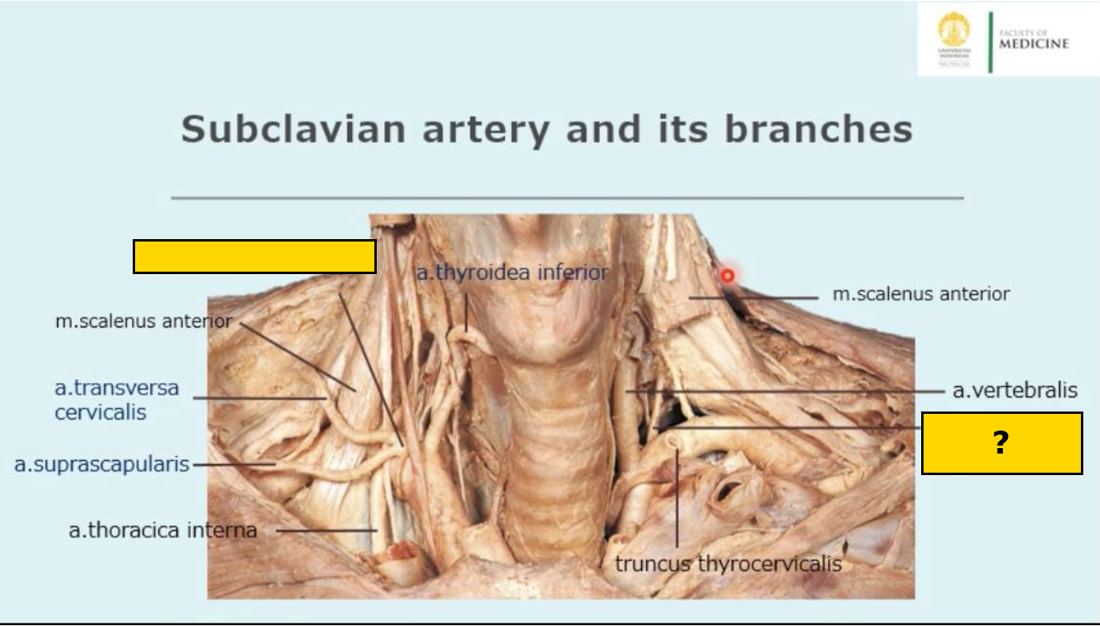 FACULTY OF
MEDICINE
Subclavian artery and its branches
a.thyroidea inferior
m.scalenus anterior
m.scalenus anterior
a.transversa
cervicalis
a.vertebralis
?
a.suprascapularis
a.thoracica interna
truncus thyrocervicalis